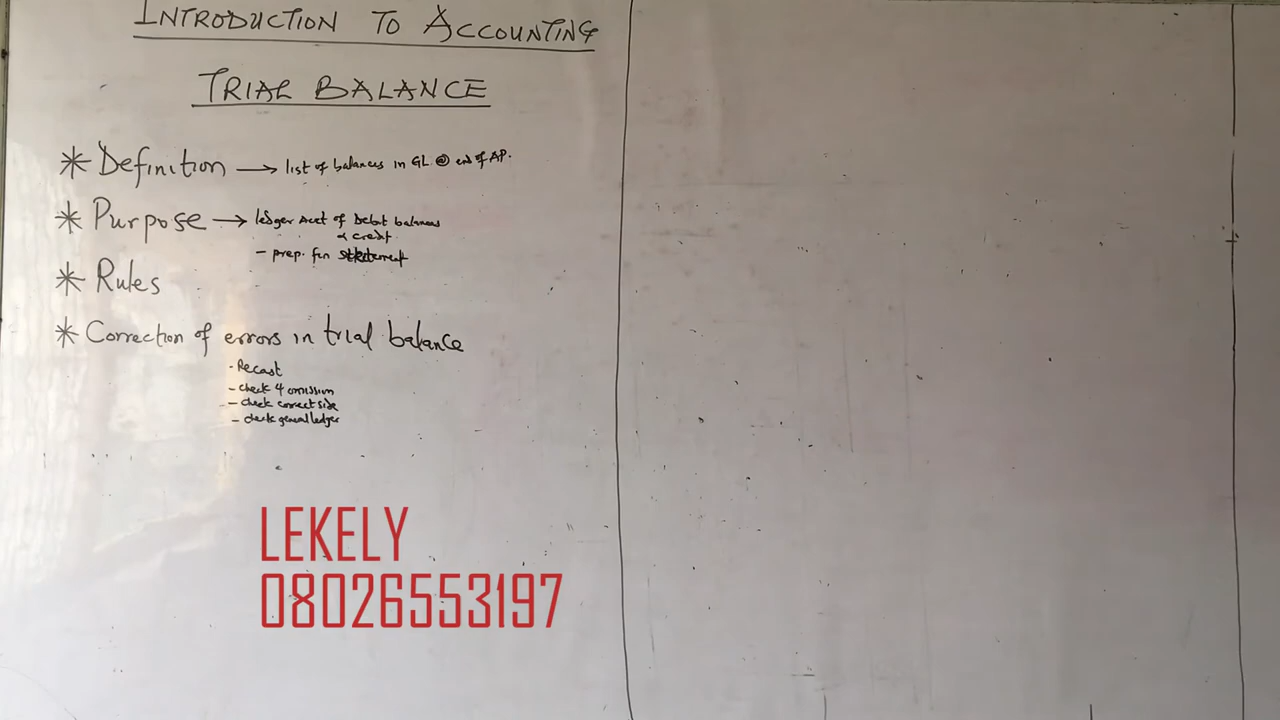 INTRODUCTION TO ACCOUNTING
TRIAL BALANCE
* Definition → list of balances in GL @ end of AP.
* Purpose → ledger Acct of Debit balances
& credit
- prep. fin statement
* Rules
* Correction of errors in trial balance
- Recast
- check 4 omission
- check correct side
- check general ledger
LEKELY
08026553197